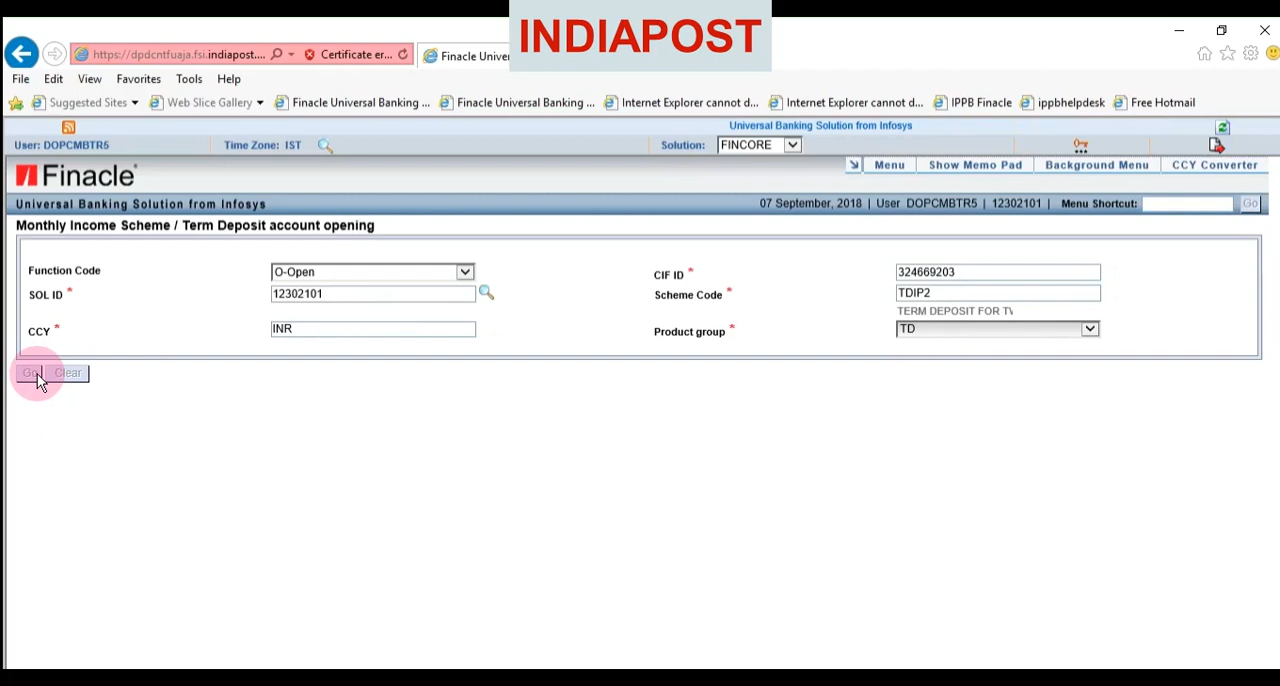 INDIAPOST
https://dpdcntfuaja.fsi.indiapost.... Certificate er... Finacle Unive
File Edit View Favorites Tools Help
Suggested Sites Web Slice Gallery Finacle Universal Banking ... Finacle Universal Banking ... Internet Explorer cannot d... Internet Explorer cannot d... IPPB Finacle ippbhelpdesk Free Hotmail
Universal Banking Solution from Infosys
User: DOPCMBTR5 Time Zone: IST Solution: FINCORE
Finacle Menu Show Memo Pad Background Menu CCY Converter
Universal Banking Solution from Infosys 07 September, 2018 | User DOPCMBTR5 | 12302101 | Menu Shortcut: Go
Monthly Income Scheme / Term Deposit account opening
Function Code O-Open CIF ID * 324669203
SOL ID * 12302101 Scheme Code * TDIP2
TERM DEPOSIT FOR TV
CCY * INR Product group * TD
Go Clear